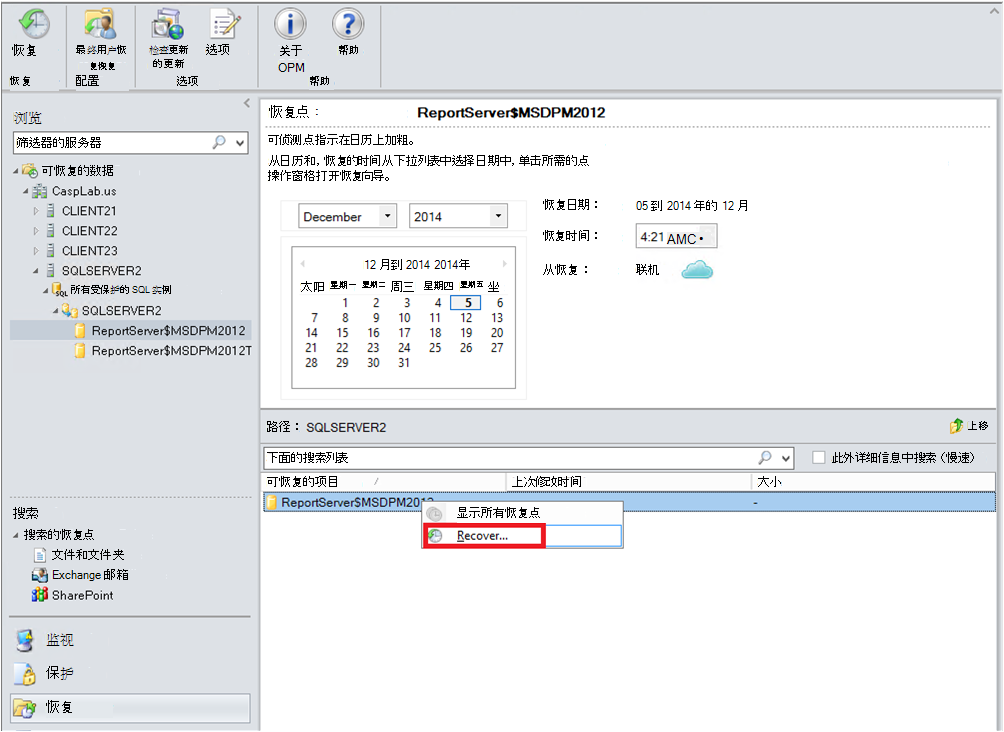 恢复
最终用户恢
复恢复
检查更新
的更新
选项
关于
OPM
帮助
恢复
配置
选项
帮助
浏览
筛选器的服务器
可恢复的数据
CaspLab.us
CLIENT21
CLIENT22
CLIENT23
SQLSERVER2
SQL 所有受保护的 SQL 实例
SQLSERVER2
ReportServer$MSDPM2012
ReportServer$MSDPM2012T
搜索
搜索的恢复点
文件和文件夹
Exchange 邮箱
SharePoint
监视
保护
恢复
恢复点： ReportServer$MSDPM2012
可侦测点指示在日历上加粗。
从日历和, 恢复的时间从下拉列表中选择日期中, 单击所需的点
操作窗格打开恢复向导。
December 2014
12 月到 2014 2014年
太阳 星期一 星期二 周三 星期四 星期五 坐
1 2 3 4 5 6
7 8 9 10 11 12 13
14 15 16 17 18 19 20
21 22 23 24 25 26 27
28 29 30 31
恢复日期： 05 到 2014 年的 12 月
恢复时间： 4:21 AMC
从恢复： 联机
路径： SQLSERVER2 上移
下面的搜索列表 此外详细信息中搜索 (慢速)
可恢复的项目 / 上次修改时间 大小
ReportServer$MSDPM2012 -
显示所有恢复点
Recover...